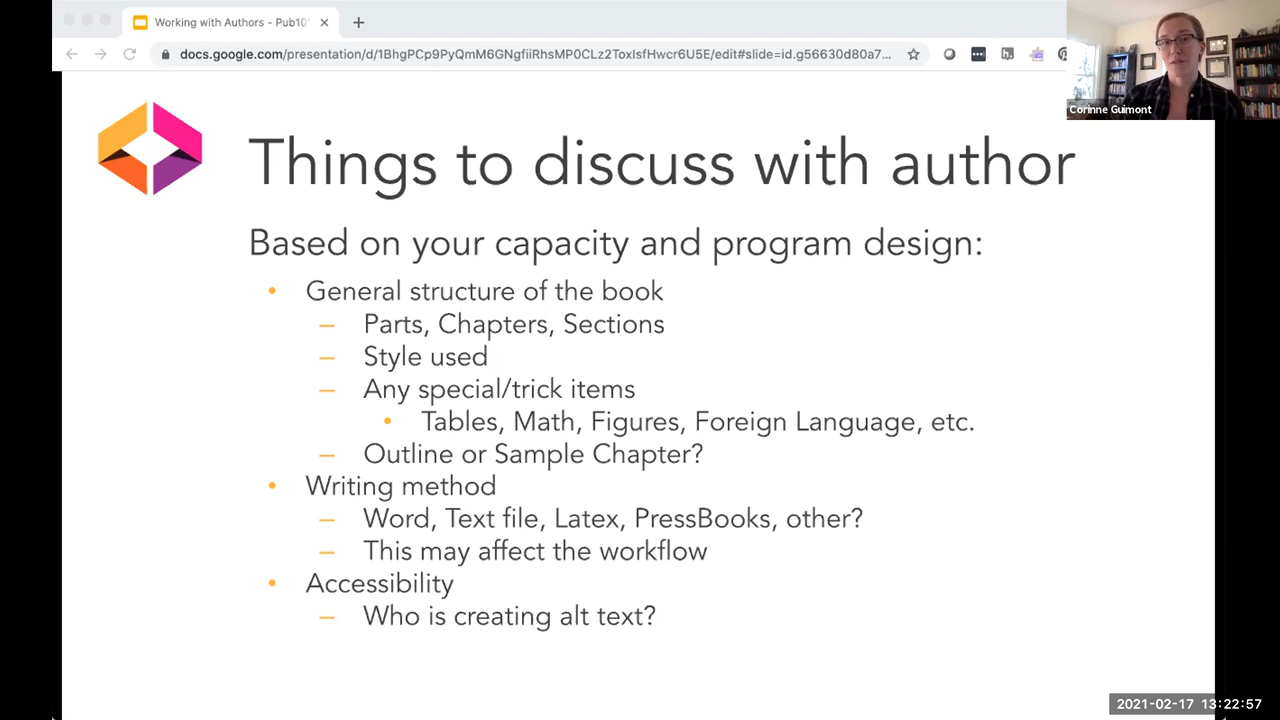 Working with Authors - Pub10
docs.google.com/presentation/d/1BhgPCp9PyQmM6GNgfiiRhsMP0CLz2ToxIsfHwcr6U5E/edit#slide=id.g56630d80a7...
Corinne Guimont
Things to discuss with author
Based on your capacity and program design:
• General structure of the book
– Parts, Chapters, Sections
– Style used
– Any special/trick items
• Tables, Math, Figures, Foreign Language, etc.
– Outline or Sample Chapter?
• Writing method
– Word, Text file, Latex, PressBooks, other?
– This may affect the workflow
• Accessibility
– Who is creating alt text?
2021-02-17 13:22:57